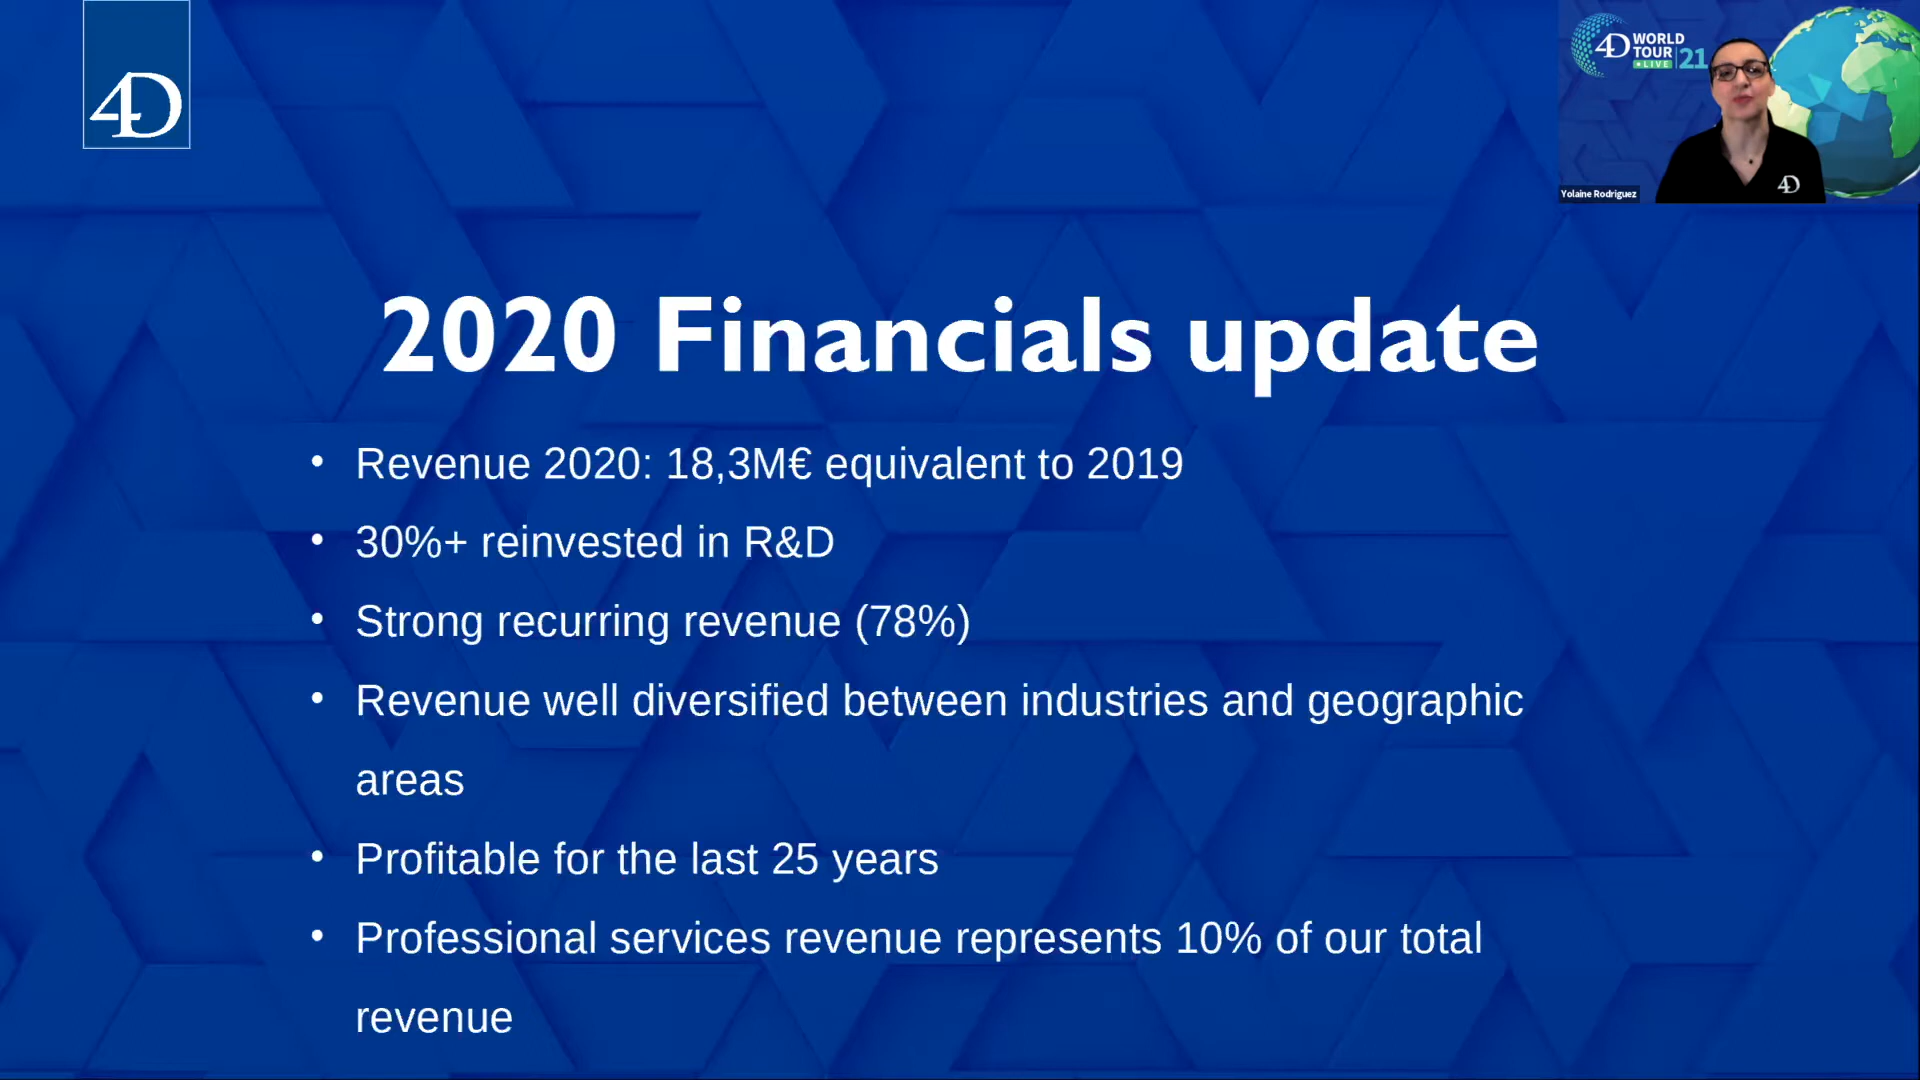 4D
4D WORLD
TOUR
LIVE
21
4D
Yolaine Rodriguez
2020 Financials update
• Revenue 2020: 18,3M€ equivalent to 2019
• 30%+ reinvested in R&D
• Strong recurring revenue (78%)
• Revenue well diversified between industries and geographic
areas
• Profitable for the last 25 years
• Professional services revenue represents 10% of our total
revenue